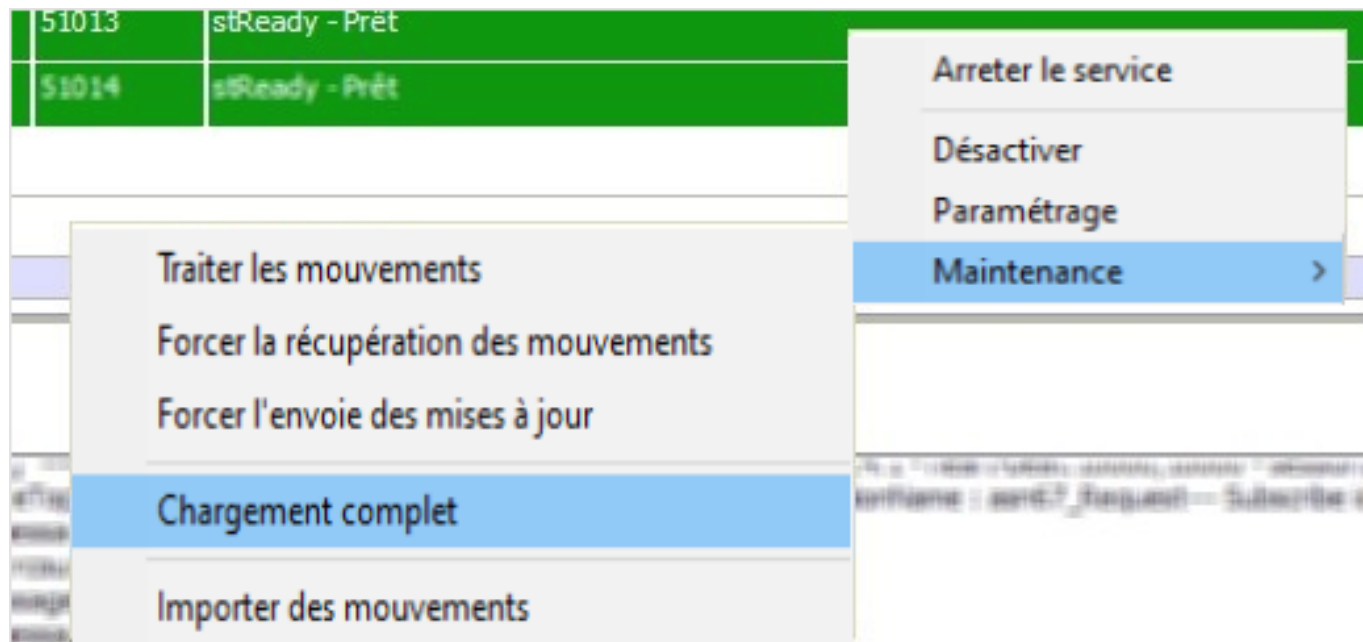 51013 stReady - Prêt
51014 stReady - Prêt
Arreter le service
Désactiver
Paramétrage
Maintenance >
Traiter les mouvements
Forcer la récupération des mouvements
Forcer l'envoie des mises à jour
Chargement complet
Importer des mouvements